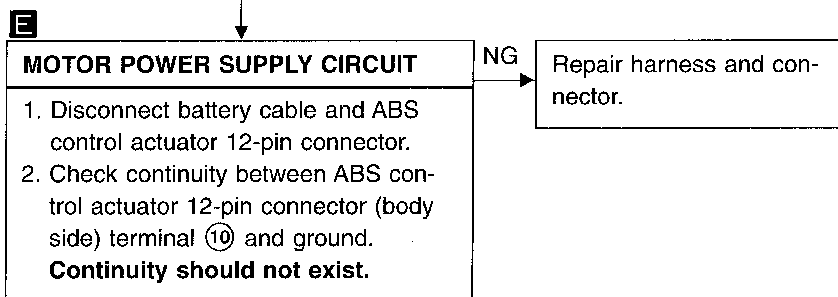 E
MOTOR POWER SUPPLY CIRCUIT
1. Disconnect battery cable and ABS
control actuator 12-pin connector.
2. Check continuity between ABS con-
trol actuator 12-pin connector (body
side) terminal ⑩ and ground.
Continuity should not exist.
NG
Repair harness and con-
nector.